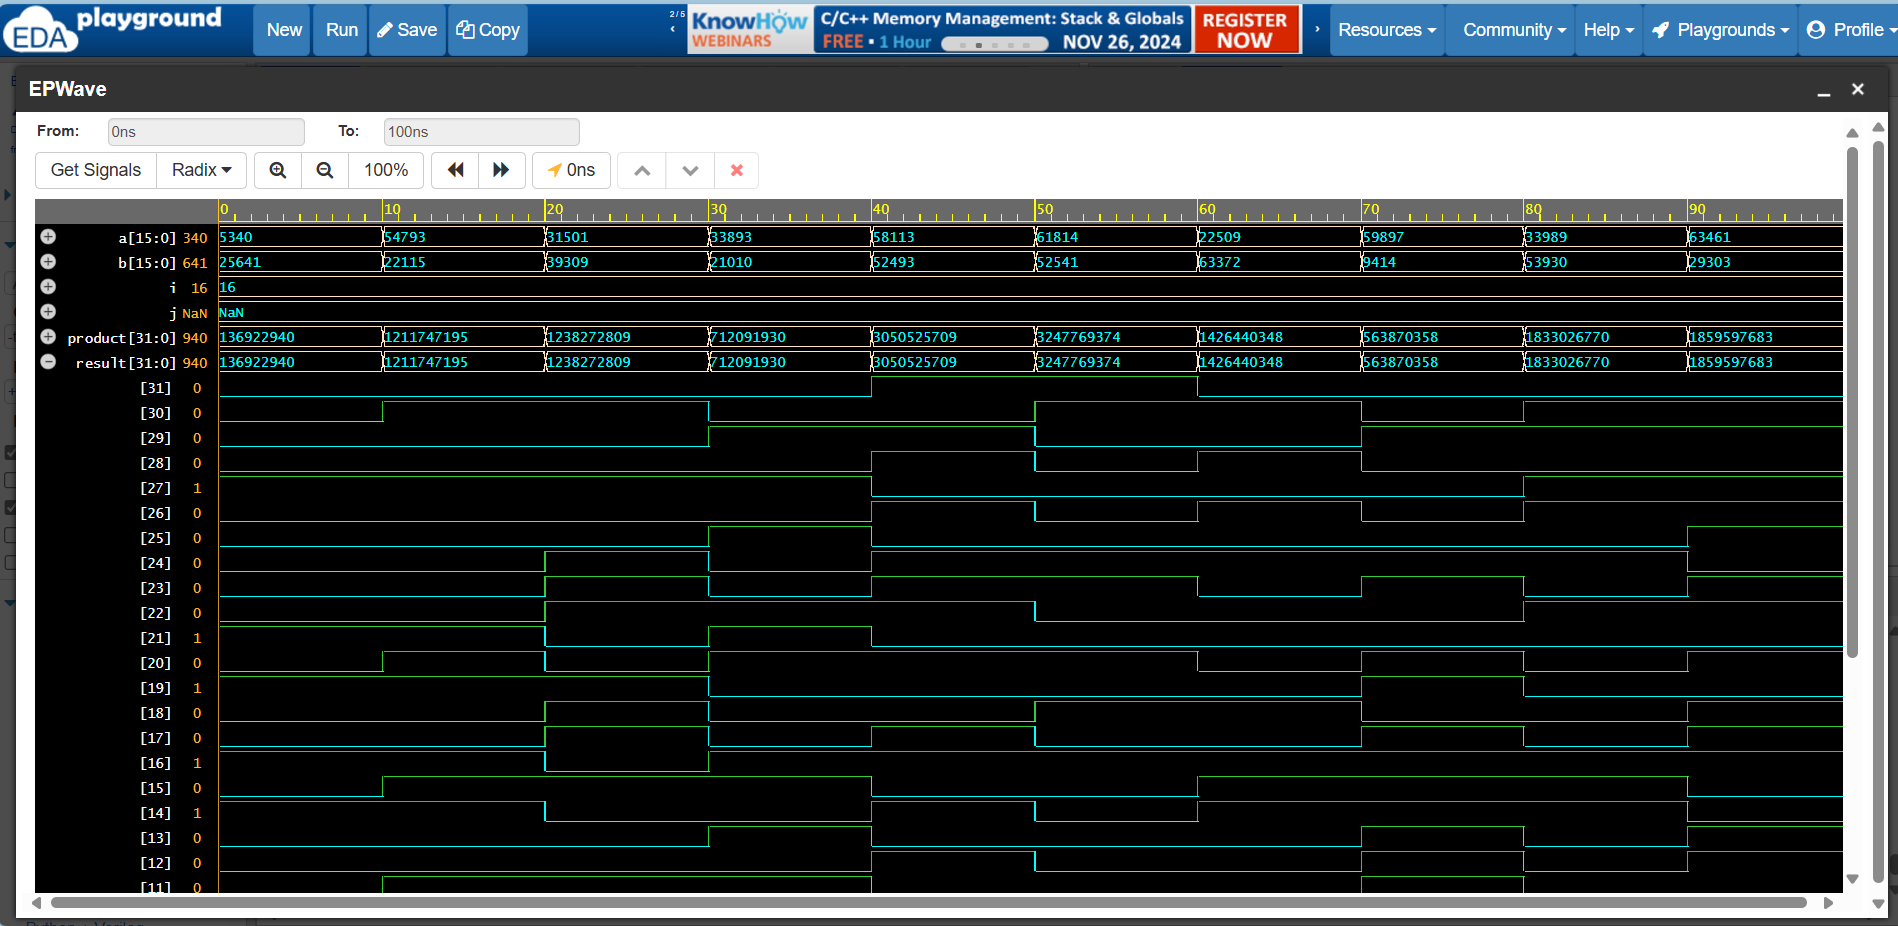 EDA playground
New Run Save Copy
2/5
KnowHow WEBINARS
C/C++ Memory Management: Stack & Globals
FREE • 1 Hour NOV 26, 2024
REGISTER NOW
Resources Community Help Playgrounds Profile
EPWave
From: 0ns To: 100ns
Get Signals Radix 100% 0ns
0 10 20 30 40 50 60 70 80 90
a[15:0] 340 5340 54793 31501 33893 58113 61814 22509 59897 33989 63461
b[15:0] 641 25641 22115 39309 21010 52493 52541 63372 9414 53930 29303
i 16 16
j NaN NaN
product[31:0] 940 136922940 1211747195 1238272809 712091930 3050525709 3247769374 1426440348 563870358 1833026770 1859597683
result[31:0] 940 136922940 1211747195 1238272809 712091930 3050525709 3247769374 1426440348 563870358 1833026770 1859597683
[31] 0
[30] 0
[29] 0
[28] 0
[27] 1
[26] 0
[25] 0
[24] 0
[23] 0
[22] 0
[21] 1
[20] 0
[19] 1
[18] 0
[17] 0
[16] 1
[15] 0
[14] 1
[13] 0
[12] 0
[11] 0